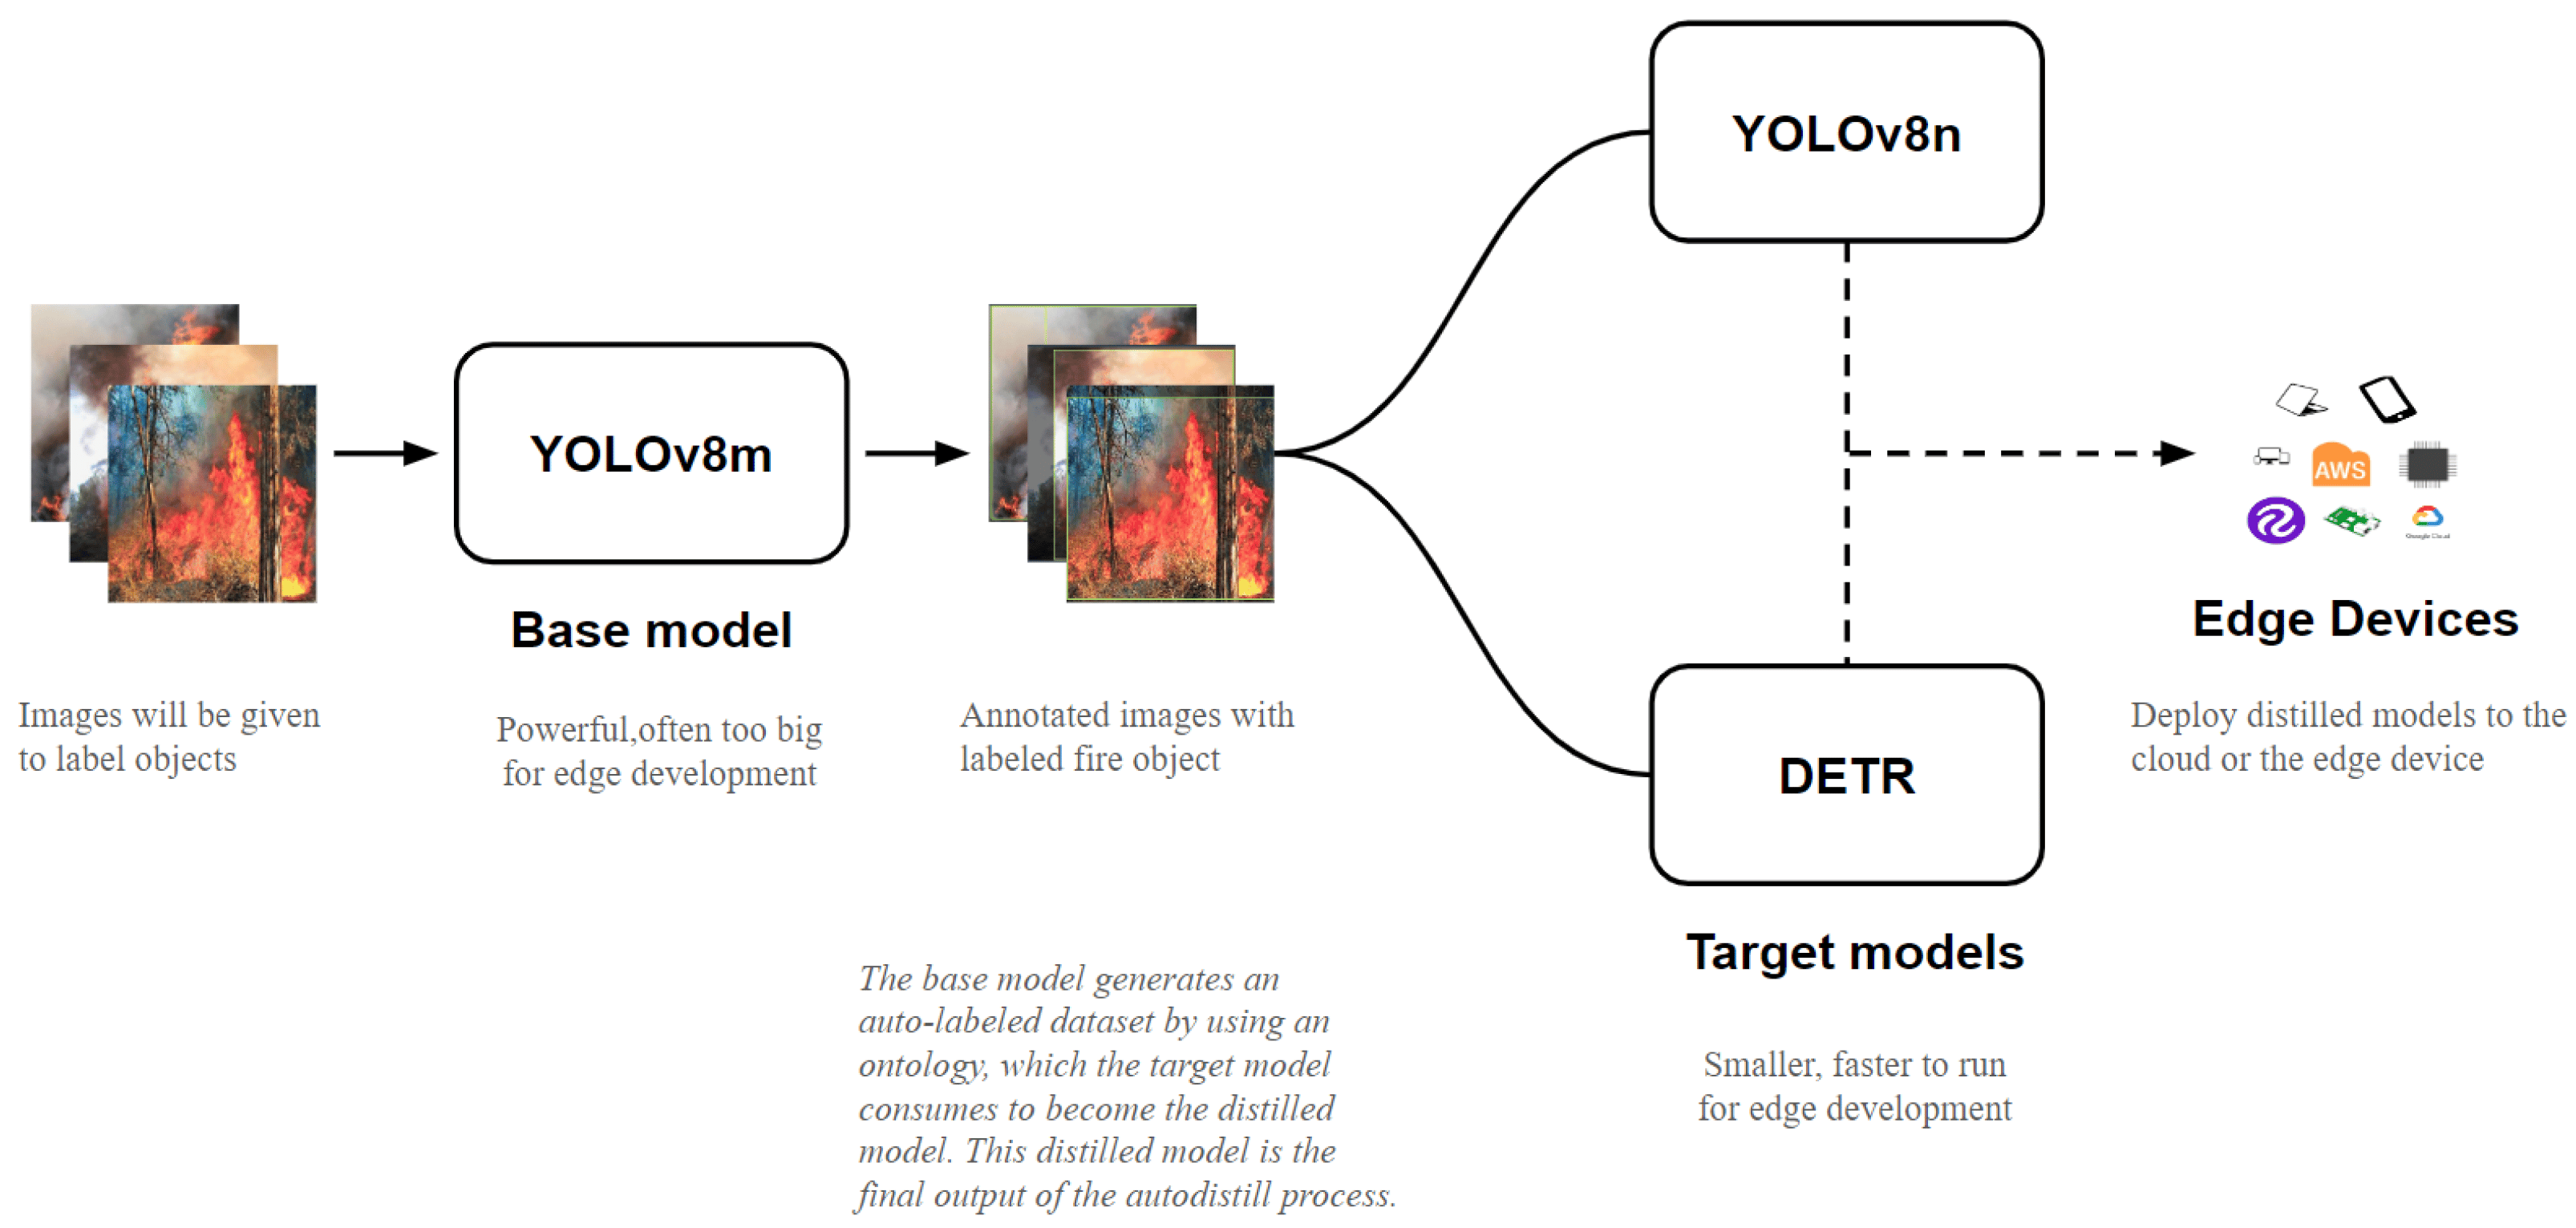 YOLOv8n
YOLOv8m
Base model
Images will be given
to label objects
Powerful,often too big
for edge development
Annotated images with
labeled fire object
AWS
Google Cloud
Edge Devices
Deploy distilled models to the
cloud or the edge device
DETR
Target models
Smaller, faster to run
for edge development
The base model generates an
auto-labeled dataset by using an
ontology, which the target model
consumes to become the distilled
model. This distilled model is the
final output of the autodistill process.